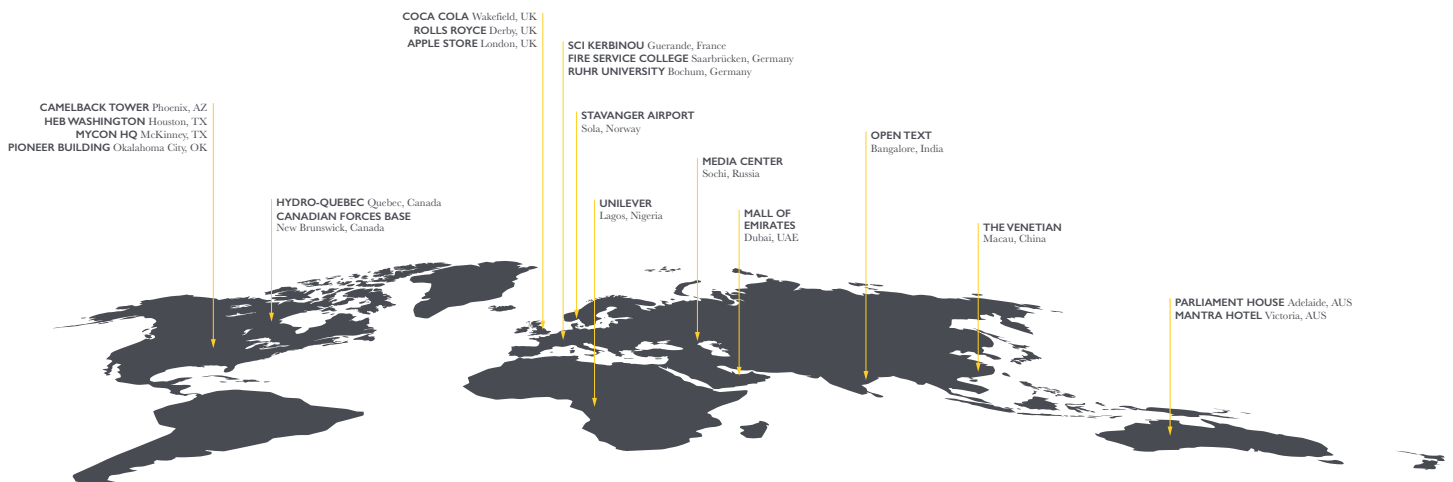 COCA COLA Wakefield, UK
ROLLS ROYCE Derby, UK
APPLE STORE London, UK
SCI KERBINOU Guerande, France
FIRE SERVICE COLLEGE Saarbrücken, Germany
RUHR UNIVERSITY Bochum, Germany
CAMELBACK TOWER Phoenix, AZ
HEB WASHINGTON Houston, TX
MYCON HQ McKinney, TX
PIONEER BUILDING Okalahoma City, OK
STAVANGER AIRPORT
Sola, Norway
OPEN TEXT
Bangalore, India
MEDIA CENTER
Sochi, Russia
HYDRO-QUEBEC Quebec, Canada
CANADIAN FORCES BASE
New Brunswick, Canada
UNILEVER
Lagos, Nigeria
MALL OF
EMIRATES
Dubai, UAE
THE VENETIAN
Macau, China
PARLIAMENT HOUSE Adelaide, AUS
MANTRA HOTEL Victoria, AUS